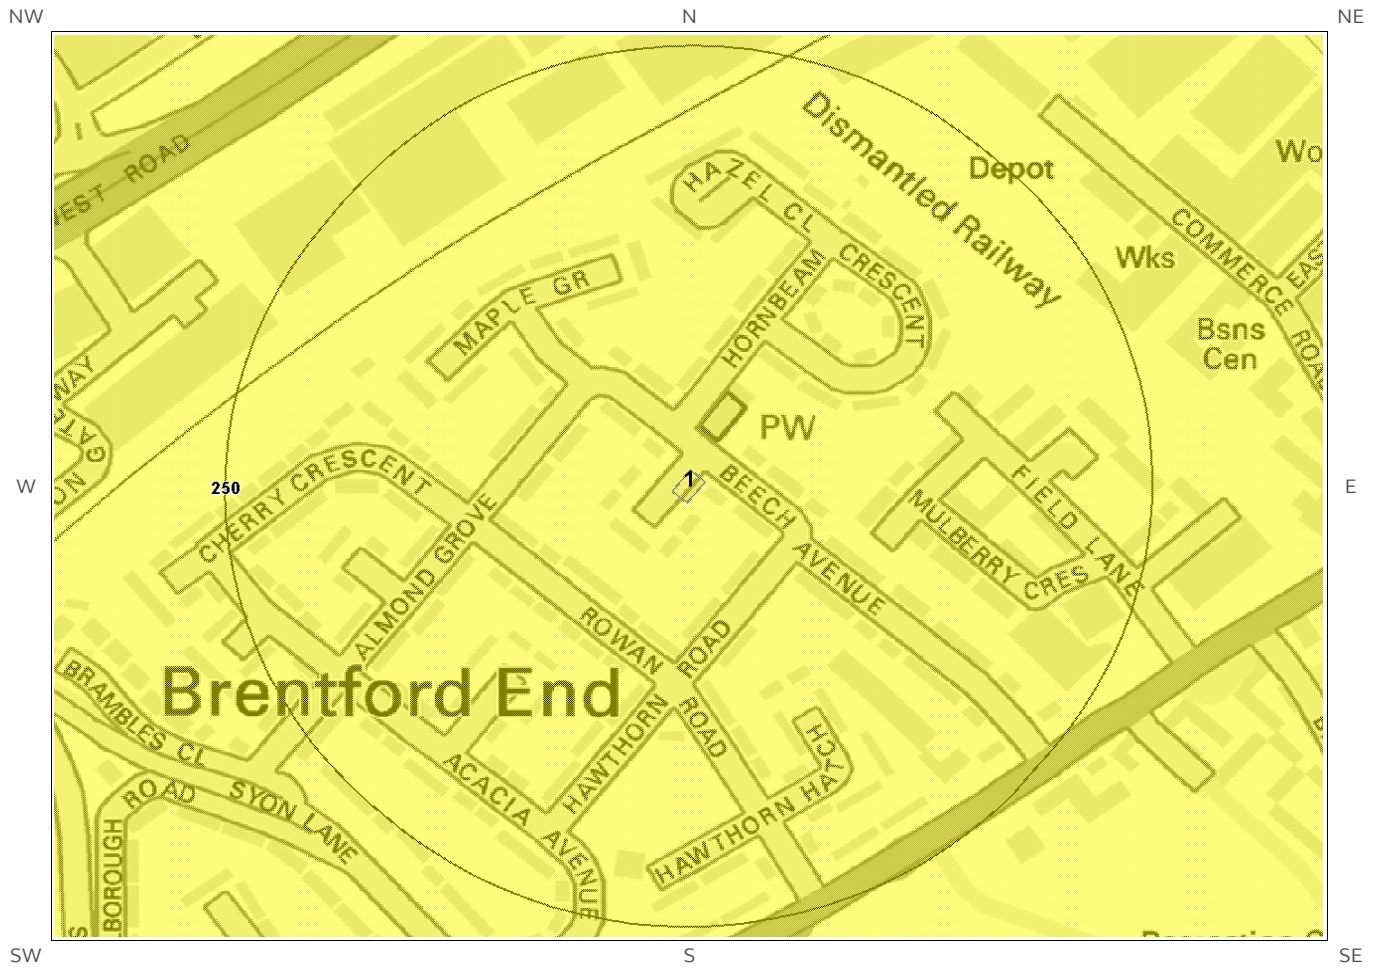 NW
N
NE
WEST ROAD
Dismantled Railway
Depot
Wo
HAZEL CL
CRESCENT
COMMERCE ROAD
EAS
Wks
HORNBEAM
MAPLE GR
Bsns
Cen
PW
W
250
1
E
CHERRY CRESCENT
BEECH
AVENUE
FIELD LANE
MULBERRY CRES
ALMOND GROVE
ROWAN
ROAD
ROAD
Brentford End
BRAMBLES CL
HAWTHORN
HAWTHORN HATCH
ACACIA AVENUE
ROAD
SYON LANE
BOROUGH
SW
S
SE